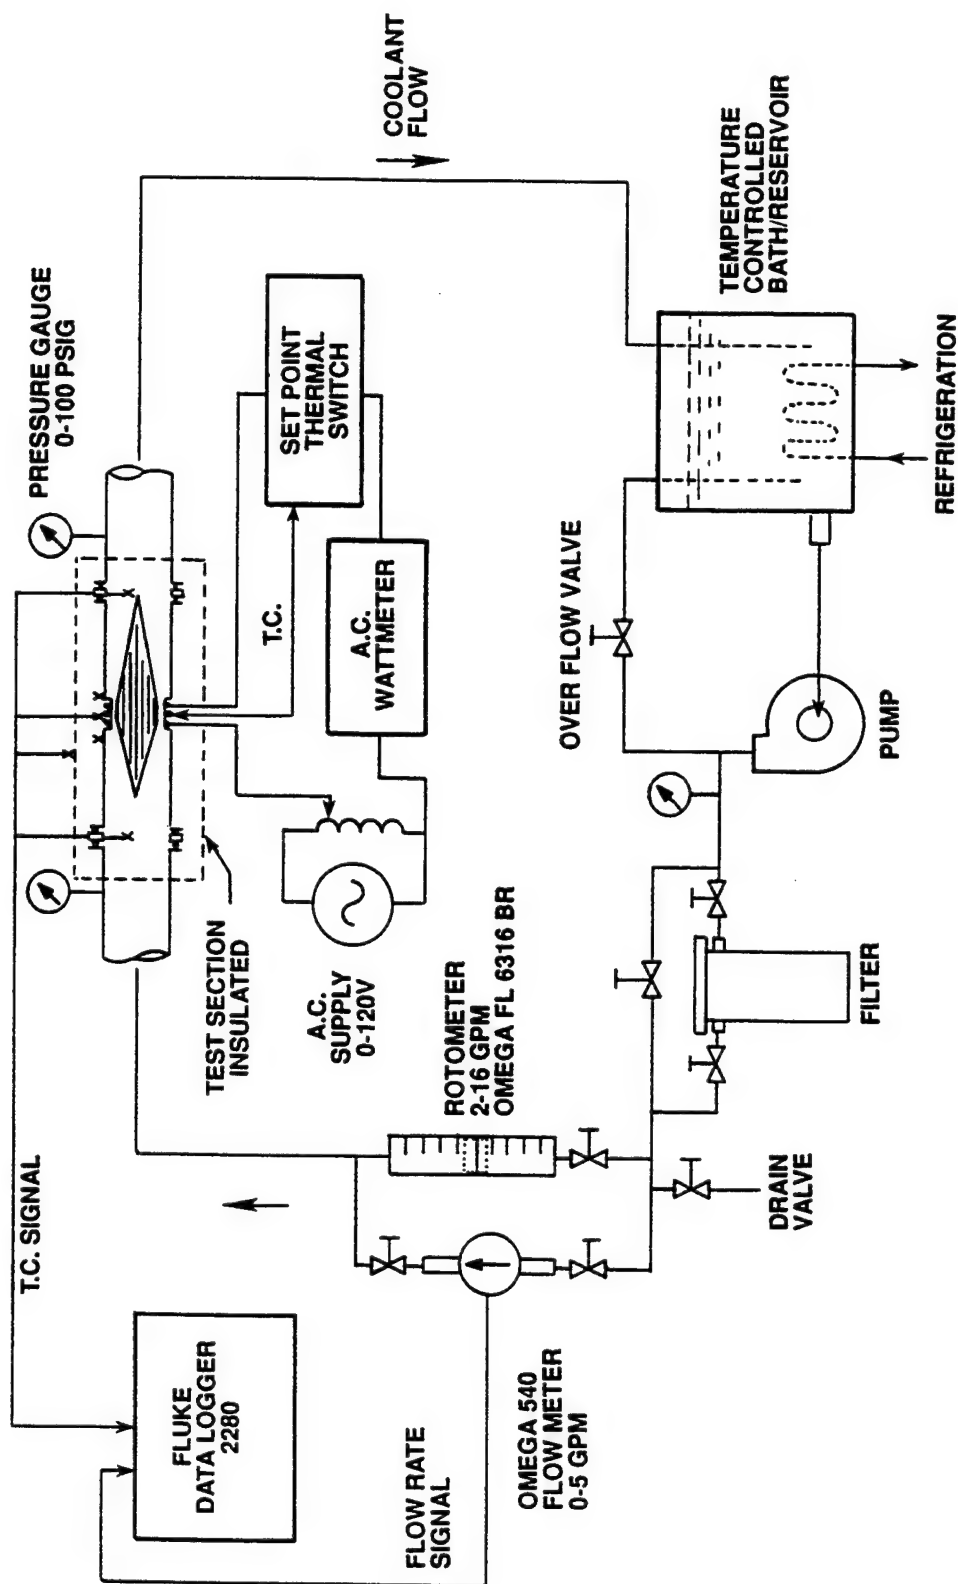 T.C. SIGNAL
FLUKE
DATA LOGGER
2280
FLOW RATE
SIGNAL
OMEGA 540
FLOW METER
0-5 GPM
ROTOMETER
2-16 GPM
OMEGA FL 6316 BR
DRAIN
VALVE
FILTER
TEST SECTION
INSULATED
A.C.
SUPPLY
0-120V
A.C.
WATTMETER
T.C.
SET POINT
THERMAL
SWITCH
PRESSURE GAUGE
0-100 PSIG
COOLANT
FLOW
OVER FLOW VALVE
PUMP
TEMPERATURE
CONTROLLED
BATH/RESERVOIR
REFRIGERATION